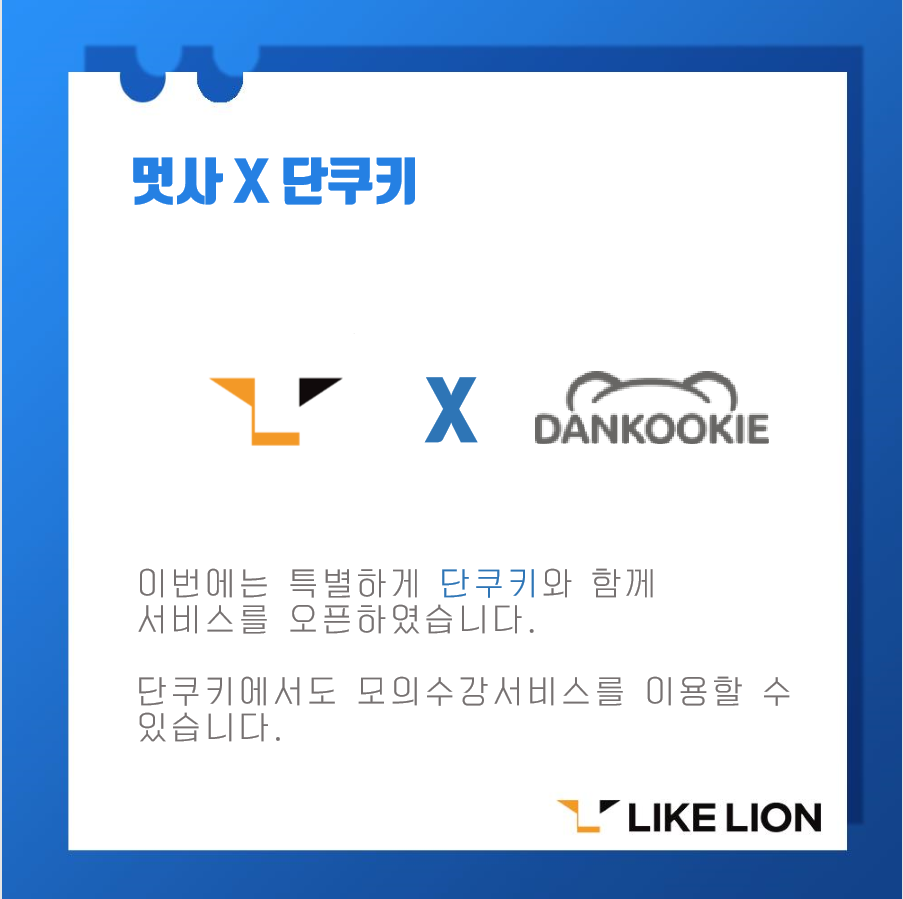 멋사 X 단쿠키
X DANKOOKIE
이번에는 특별하게 단쿠키와 함께
서비스를 오픈하였습니다.
단쿠키에서도 모의수강서비스를 이용할 수
있습니다.
LIKE LION